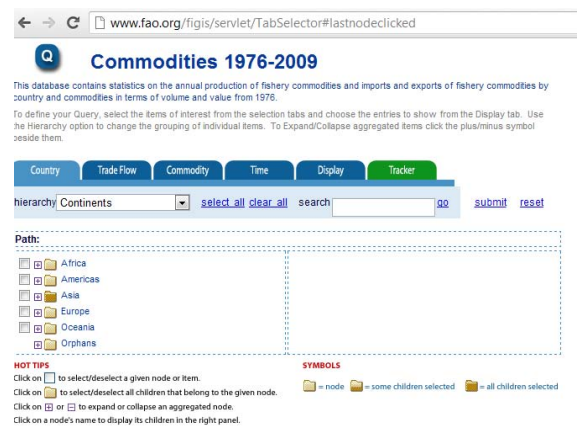 www.fao.org/figis/servlet/TabSelector#lastnodeclicked
Q Commodities 1976-2009
This database contains statistics on the annual production of fishery commodities and imports and exports of fishery commodities by
country and commodities in terms of volume and value from 1976.
To define your Query, select the items of interest from the selection tabs and choose the entries to show from the Display tab. Use
the Hierarchy option to change the grouping of individual items. To Expand/Collapse aggregated items click the plus/minus symbol
beside them.
Country Trade Flow Commodity Time Display Tracker
hierarchy Continents select all clear all search go submit reset
Path:
Africa
Americas
Asia
Europe
Oceania
Orphans
HOT TIPS SYMBOLS
Click on to select/deselect a given node or item.
= node = some children selected = all children selected
Click on to select/deselect all children that belong to the given node.
Click on or to expand or collapse an aggregated node.
Click on a node's name to display its children in the right panel.